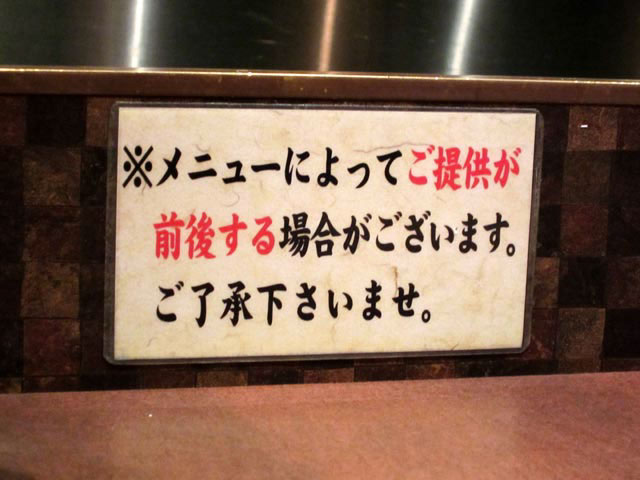 ※メニューによってご提供が
前後する場合がございます。
ご了承下さいませ。